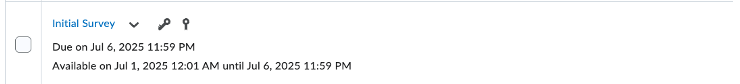 Initial Survey
Due on Jul 6, 2025 11:59 PM
Available on Jul 1, 2025 12:01 AM until Jul 6, 2025 11:59 PM